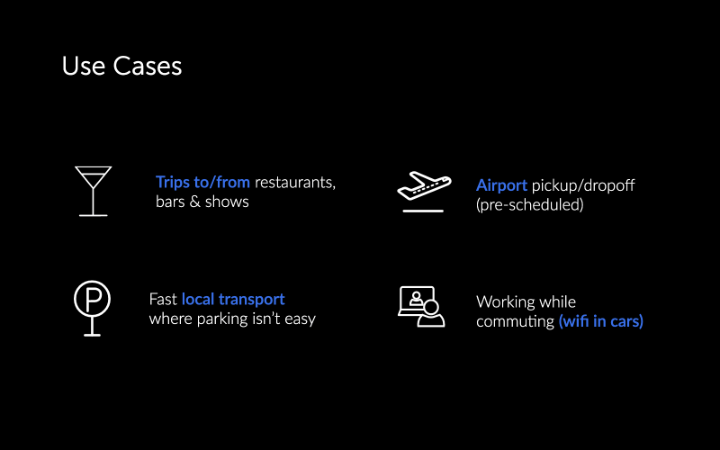 Use Cases
Trips to/from restaurants,
bars & shows
Airport pickup/dropoff
(pre-scheduled)
P
Fast local transport
where parking isn't easy
Working while
commuting (wifi in cars)